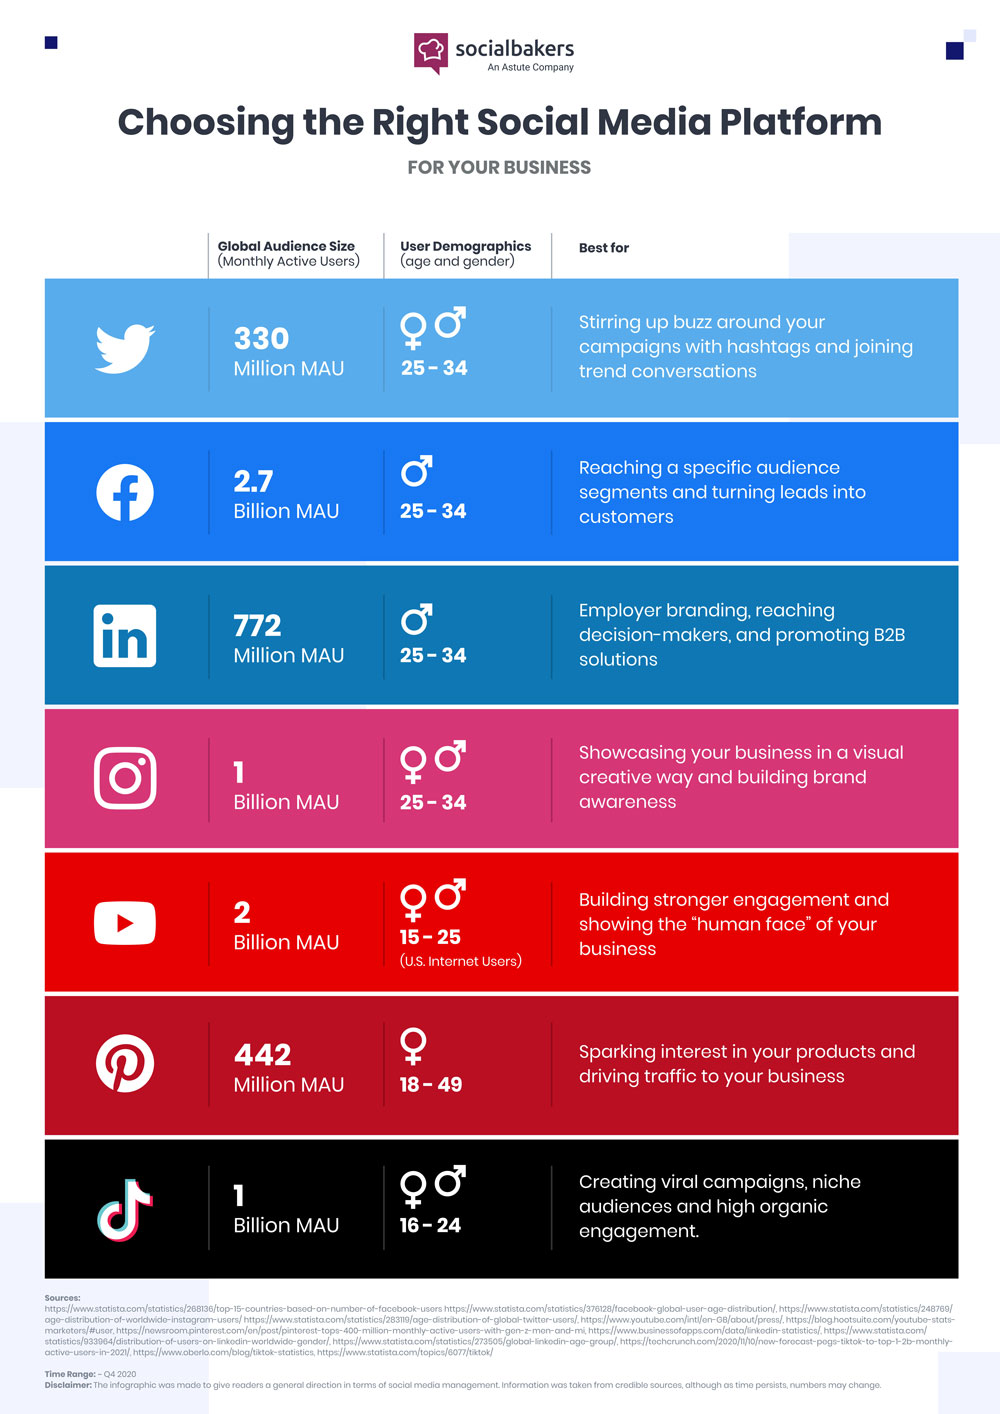 socialbakers
An Astute Company
Choosing the Right Social Media Platform
FOR YOUR BUSINESS
Global Audience Size
(Monthly Active Users)
User Demographics
(age and gender)
Best for
330
Million MAU
25 - 34
Stirring up buzz around your
campaigns with hashtags and joining
trend conversations
2.7
Billion MAU
25 - 34
Reaching a specific audience
segments and turning leads into
customers
in
772
Million MAU
25 - 34
Employer branding, reaching
decision-makers, and promoting B2B
solutions
1
Billion MAU
25 - 34
Showcasing your business in a visual
creative way and building brand
awareness
2
Billion MAU
15 - 25
(U.S. Internet Users)
Building stronger engagement and
showing the “human face” of your
business
442
Million MAU
18 - 49
Sparking interest in your products and
driving traffic to your business
1
Billion MAU
16 - 24
Creating viral campaigns, niche
audiences and high organic
engagement.
Sources:
https://www.statista.com/statistics/268136/top-15-countries-based-on-number-of-facebook-users https://www.statista.com/statistics/376128/facebook-global-user-age-distribution/, https://www.statista.com/statistics/248769/
age-distribution-of-worldwide-instagram-users/ https://www.statista.com/statistics/283119/age-distribution-of-global-twitter-users/, https://www.youtube.com/intl/en-GB/about/press/, https://blog.hootsuite.com/youtube-stats-
marketers/#user, https://newsroom.pinterest.com/en/post/pinterest-tops-400-million-monthly-active-users-with-gen-z-men-and-mi, https://www.businessofapps.com/data/linkedin-statistics/, https://www.statista.com/
statistics/933964/distribution-of-users-on-linkedin-worldwide-gender/, https://www.statista.com/statistics/273505/global-linkedin-age-group/, https://techcrunch.com/2020/11/10/new-forecast-pegs-tiktok-to-top-1-2b-monthly-
active-users-in-2021/, https://www.oberlo.com/blog/tiktok-statistics, https://www.statista.com/topics/6077/tiktok/
Time Range: - Q4 2020
Disclaimer: The infographic was made to give readers a general direction in terms of social media management. Information was taken from credible sources, although as time persists, numbers may change.